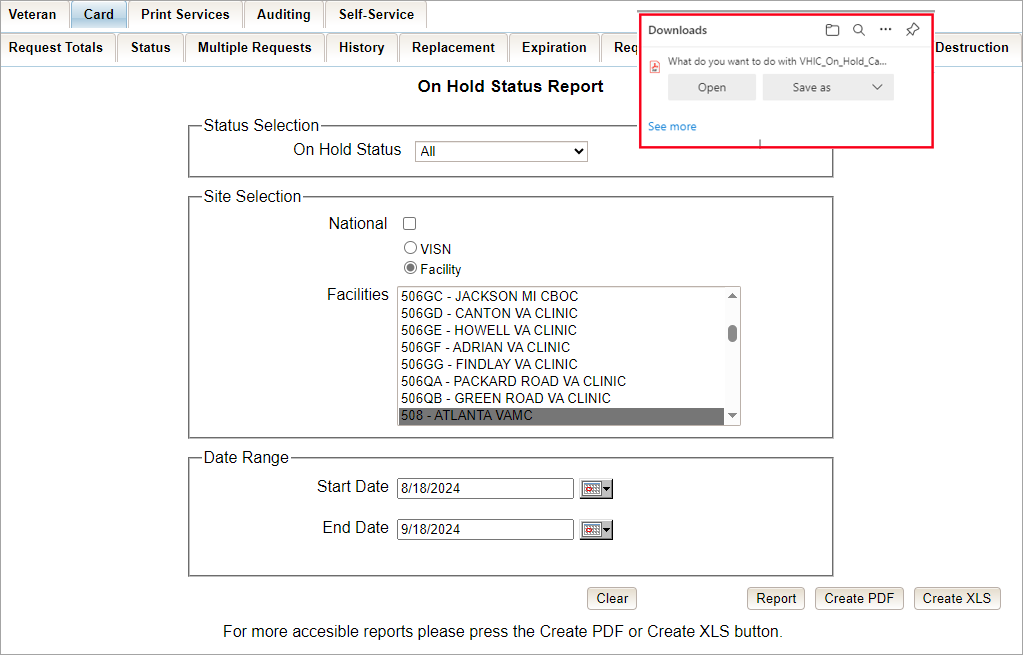 Veteran Card Print Services Auditing Self-Service
Request Totals Status Multiple Requests History Replacement Expiration Req Destruction
Downloads
What do you want to do with VHIC_On_Hold_Ca...
Open Save as
See more
On Hold Status Report
Status Selection
On Hold Status All
Site Selection
National
VISN
Facility
Facilities 506GC - JACKSON MI CBOC
506GD - CANTON VA CLINIC
506GE - HOWELL VA CLINIC
506GF - ADRIAN VA CLINIC
506GG - FINDLAY VA CLINIC
506QA - PACKARD ROAD VA CLINIC
506QB - GREEN ROAD VA CLINIC
508 - ATLANTA VAMC
Date Range
Start Date 8/18/2024
End Date 9/18/2024
Clear Report Create PDF Create XLS
For more accesible reports please press the Create PDF or Create XLS button.